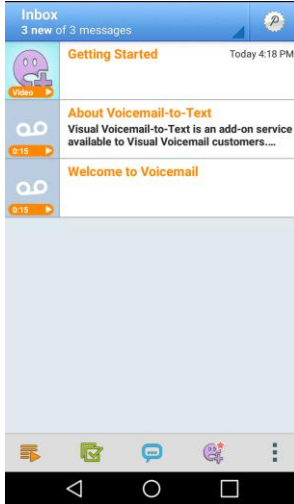 Inbox
3 new of 3 messages
Getting Started
Today 4:18 PM
Video
About Voicemail-to-Text
Visual Voicemail-to-Text is an add-on service
available to Visual Voicemail customers....
0:15
Welcome to Voicemail
0:15